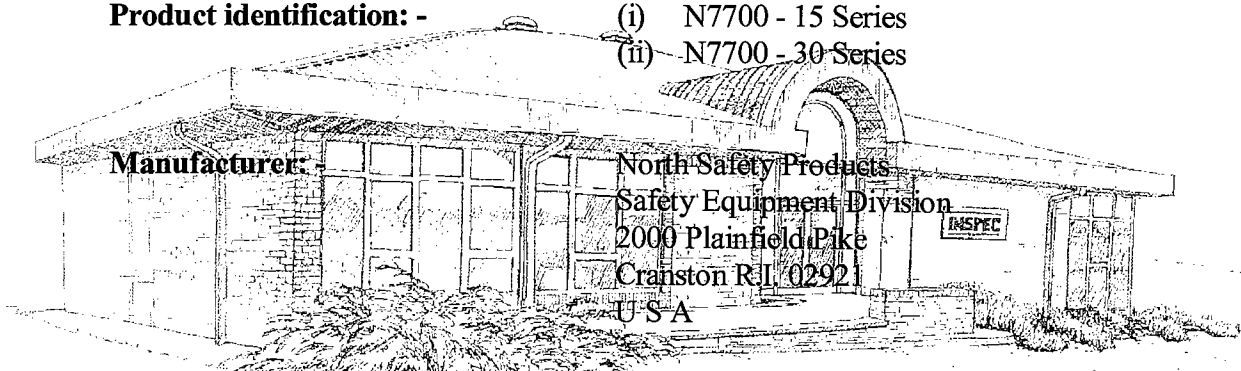 Product identification: - (i) N7700 - 15 Series
(ii) N7700 - 30 Series
Manufacturer: - North Safety Products
Safety Equipment Division
INSPEC
2000 Plainfield Pike
Cranston R.I. 02921
U S A